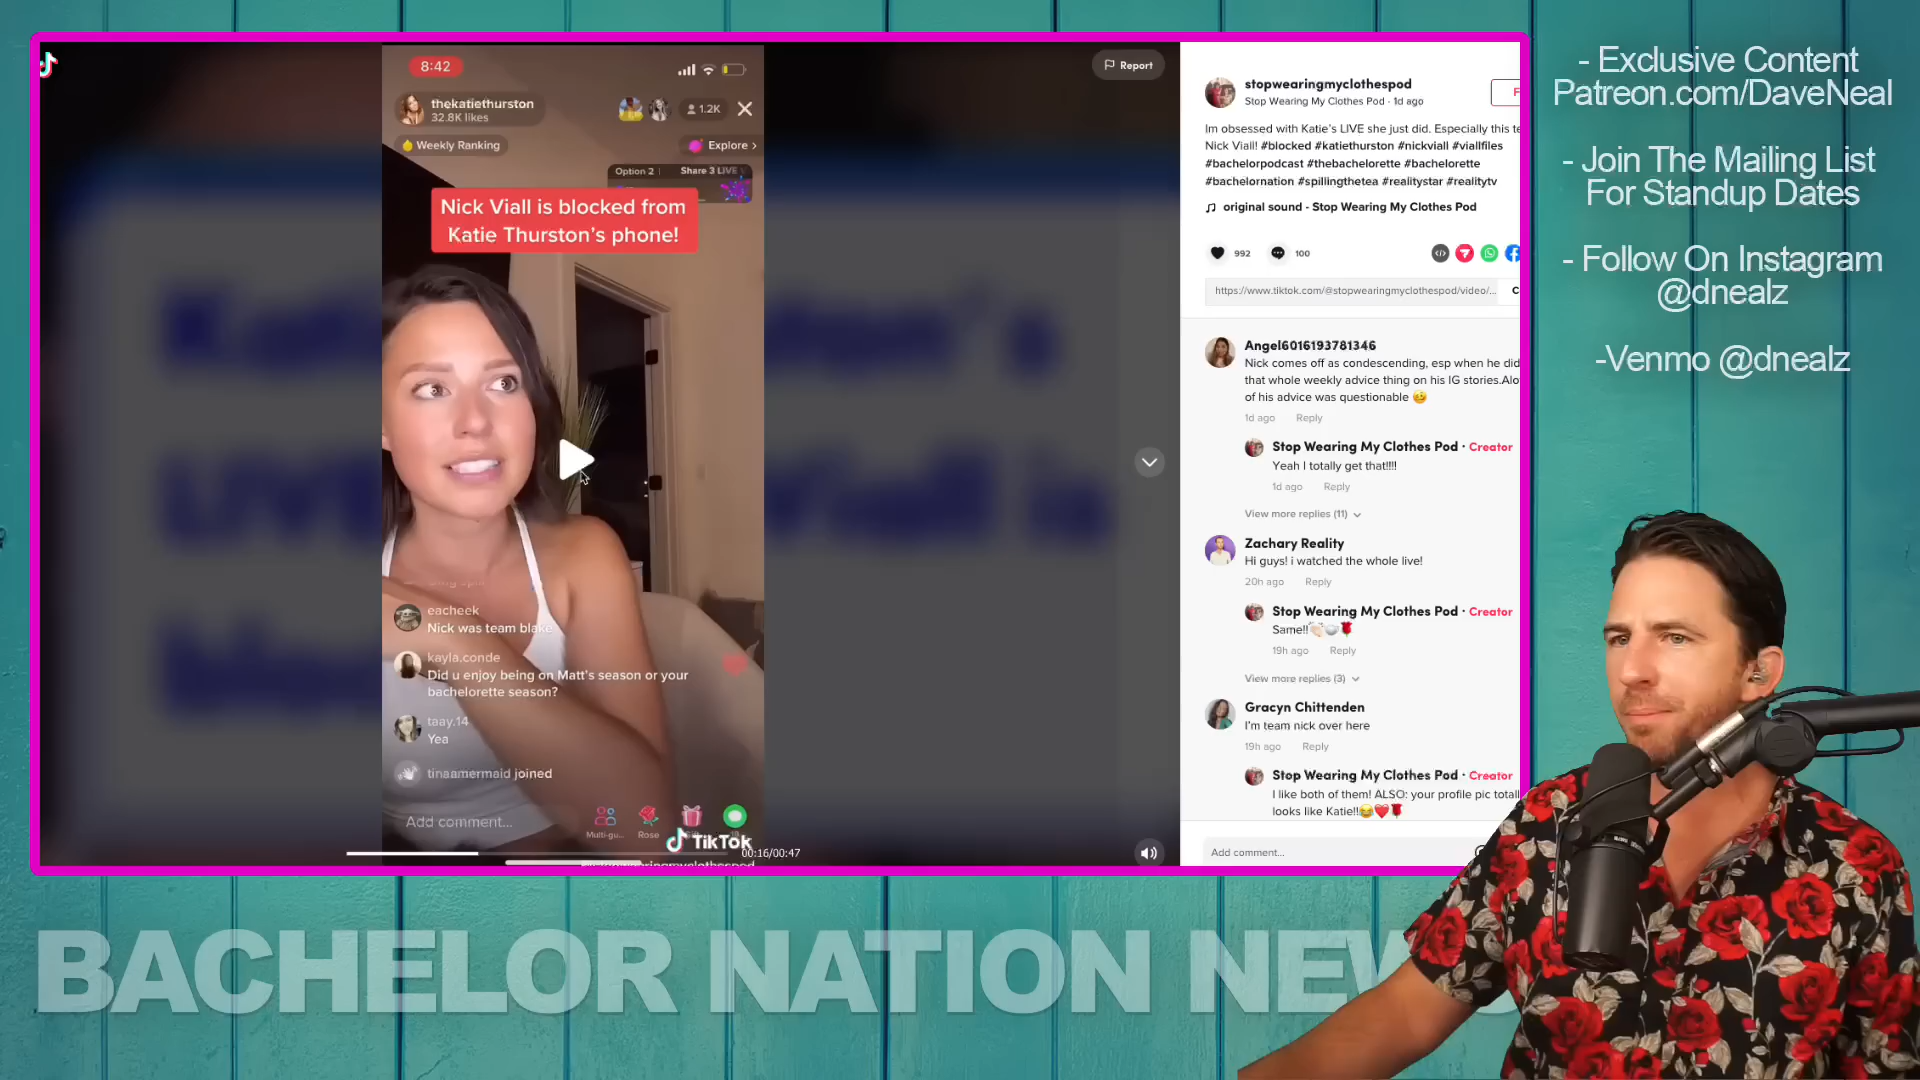 8:42
thekatiethurston
32.8K likes
1.2K
Weekly Ranking
Explore >
Option 2
Share 3 LIVE
Nick Viall is blocked from
Katie Thurston's phone!
eacheek
Nick was team blake
kayla.conde
Did u enjoy being on Matt's season or your
bachelorette season?
taay.14
Yea
tinaamermaid joined
Add comment...
Multi-gu...
Rose
TikTok
00:16/00:47
Report
stopwearingmyclothespod
Stop Wearing My Clothes Pod · 1d ago
F
Im obsessed with Katie's LIVE she just did. Especially this te
Nick Viall! #blocked #katiethurston #nickviall #viallfiles
#bachelorpodcast #thebachelorette #bachelorette
#bachelornation #spillingthetea #realitystar #realitytv
original sound - Stop Wearing My Clothes Pod
992
100
https://www.tiktok.com/@stopwearingmyclothespod/video/...
C
Angel6016193781346
Nick comes off as condescending, esp when he did
that whole weekly advice thing on his IG stories.Alo
of his advice was questionable 🥴
1d ago Reply
Stop Wearing My Clothes Pod · Creator
Yeah I totally get that!!!!
1d ago Reply
View more replies (11)
Zachary Reality
Hi guys! i watched the whole live!
20h ago Reply
Stop Wearing My Clothes Pod · Creator
Same!!
19h ago Reply
View more replies (3)
Gracyn Chittenden
I'm team nick over here
19h ago Reply
Stop Wearing My Clothes Pod · Creator
I like both of them! ALSO: your profile pic totall
looks like Katie!!😂❤️🌹
Add comment...
- Exclusive Content
Patreon.com/DaveNeal
- Join The Mailing List
For Standup Dates
- Follow On Instagram
@dnealz
-Venmo @dnealz
BACHELOR NATION NEWS